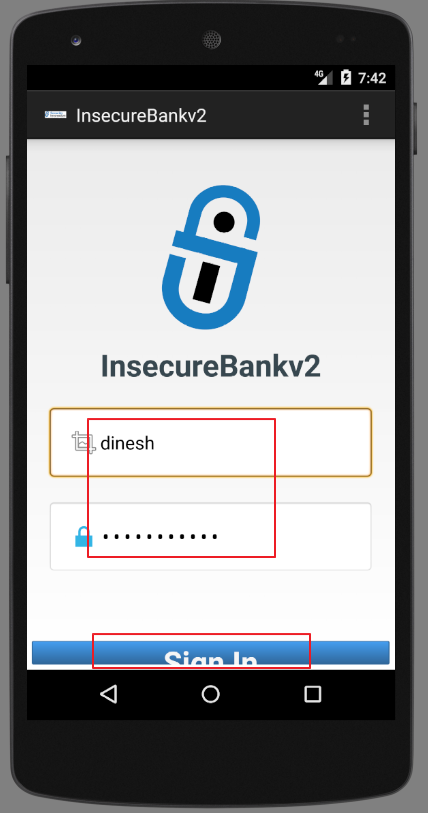 4G 7:42
InsecureBankv2
InsecureBankv2
dinesh
•••••••••••
Sign In